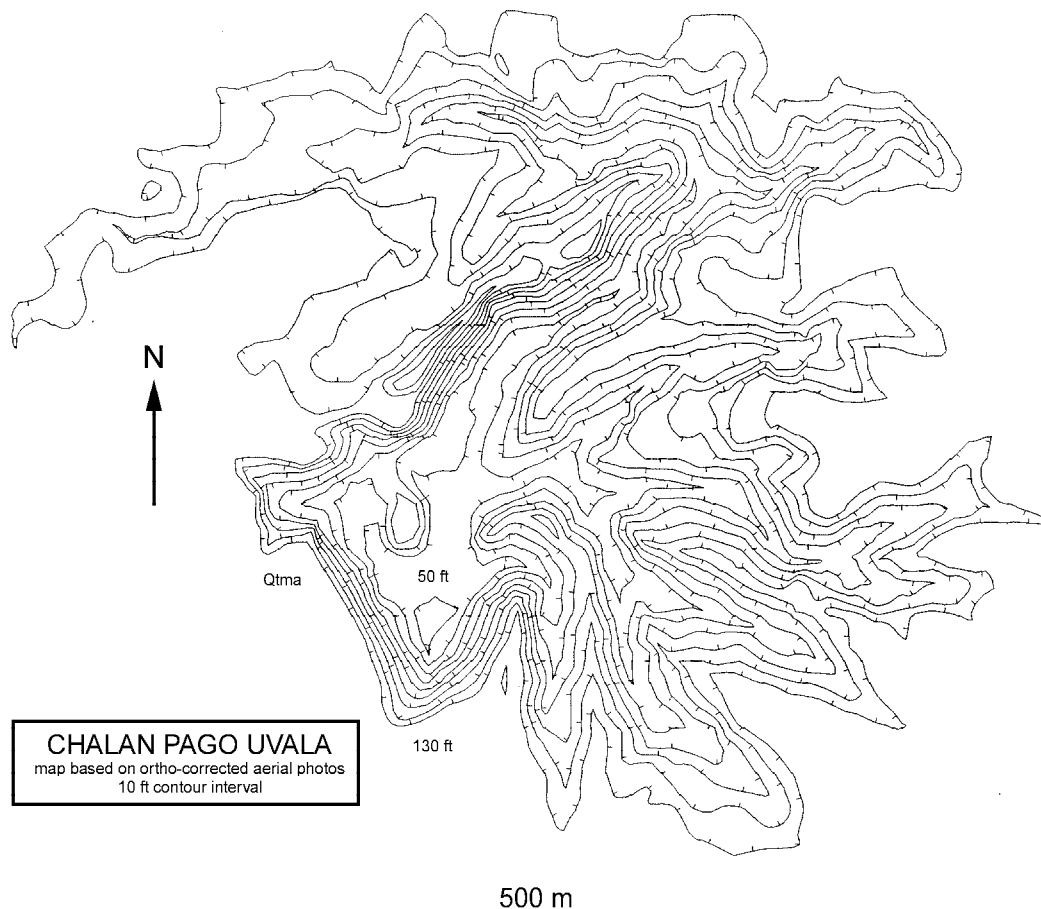 N
Qtma
50 ft
130 ft
CHALAN PAGO UVALA
map based on ortho-corrected aerial photos
10 ft contour interval
500 m